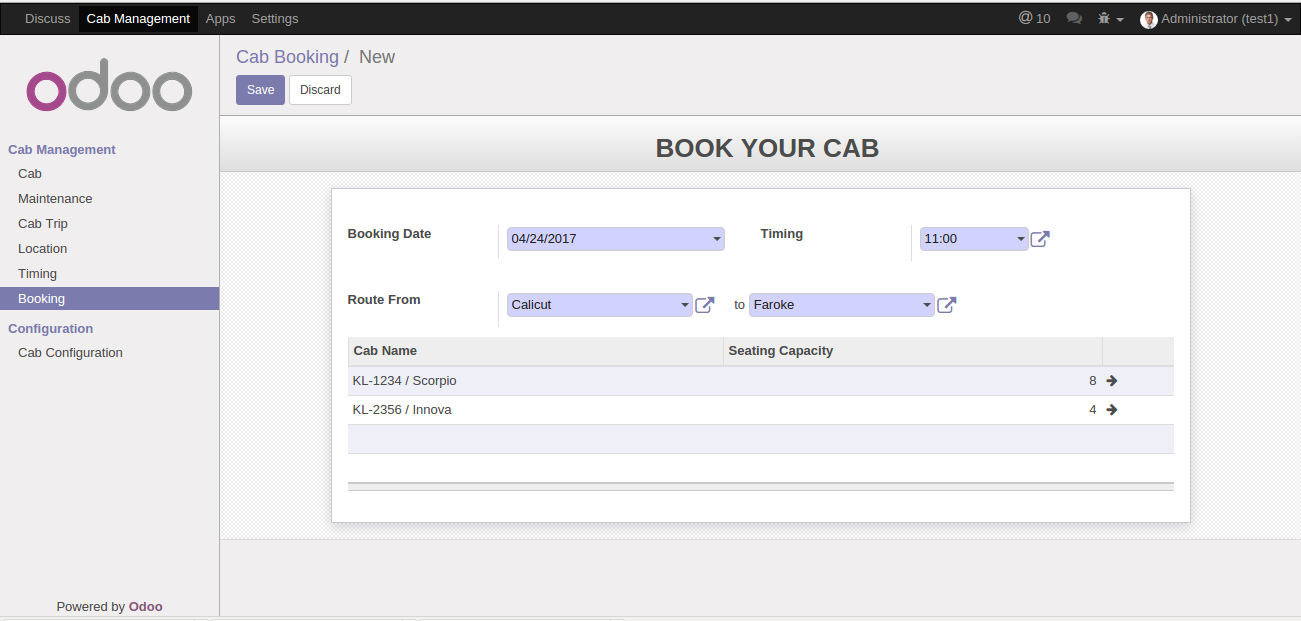 Discuss Cab Management Apps Settings @ 10 Administrator (test1)
odoo
Cab Booking / New
Save Discard
Cab Management
Cab
Maintenance
Cab Trip
Location
Timing
Booking
Configuration
Cab Configuration
Powered by Odoo
BOOK YOUR CAB
Booking Date 04/24/2017 Timing 11:00
Route From Calicut to Faroke
Cab Name Seating Capacity
KL-1234 / Scorpio 8
KL-2356 / Innova 4